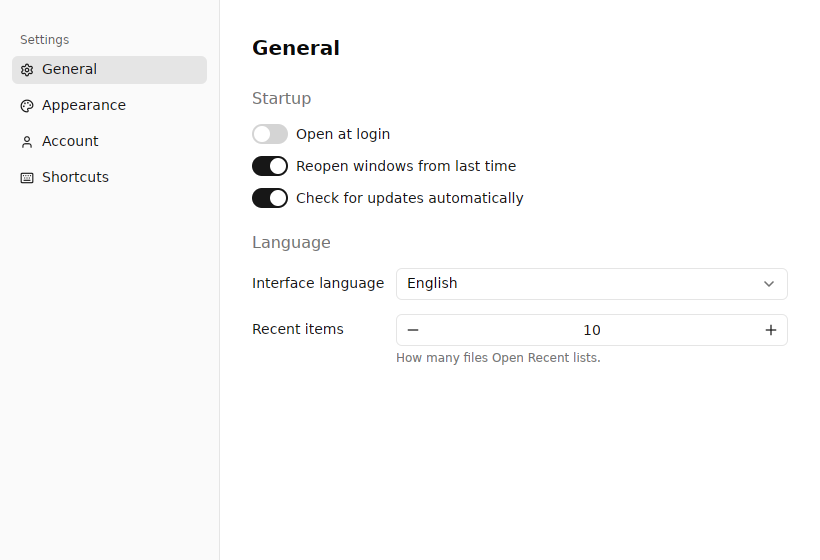 Settings
General
Appearance
Account
Shortcuts
General
Startup
Open at login
Reopen windows from last time
Check for updates automatically
Language
Interface language
English
Recent items
10
How many files Open Recent lists.